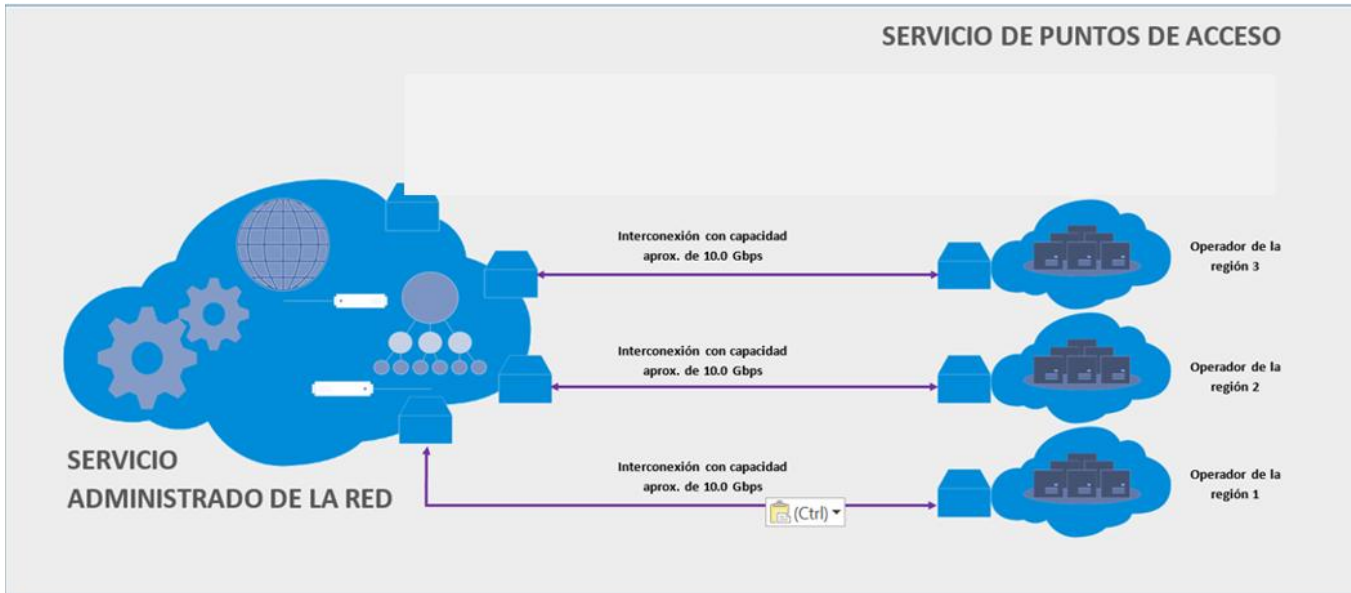 SERVICIO DE PUNTOS DE ACCESO
Interconexión con capacidad
aprox. de 10.0 Gbps
Operador de la
región 3
Interconexión con capacidad
aprox. de 10.0 Gbps
Operador de la
región 2
SERVICIO
ADMINISTRADO DE LA RED
Interconexión con capacidad
aprox. de 10.0 Gbps
Operador de la
región 1
(Ctrl)